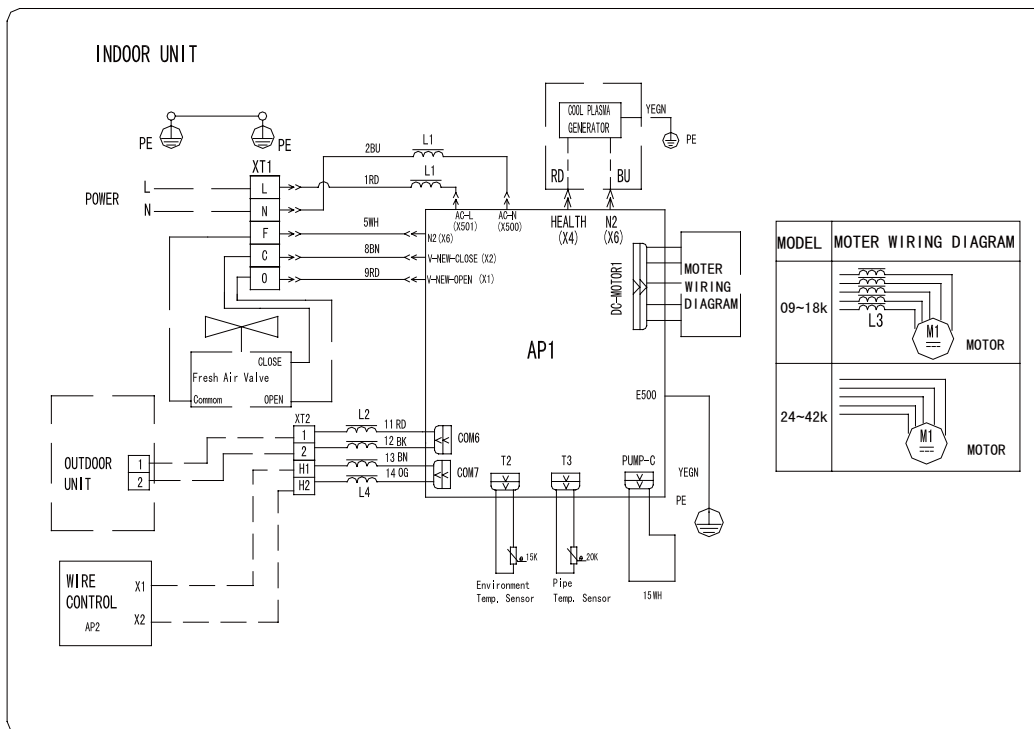 INDOOR UNIT
PE
PE
XT1
POWER
L
N
L
N
F
C
O
2BU
L1
1RD
L1
5WH
8BN
9RD
AC-L
(X501)
AC-N
(X500)
N2(X6)
V-NEW-CLOSE (X2)
V-NEW-OPEN (X1)
COOL PLASMA
GENERATOR
YEGN
PE
RD
BU
HEALTH
(X4)
N2
(X6)
DC-MOTOR1
MOTER
WIRING
DIAGRAM
AP1
CLOSE
Fresh Air Valve
Commom
OPEN
OUTDOOR
UNIT
1
2
XT2
1
2
H1
H2
L2
11 RD
12 BK
13 BN
14 OG
L4
COM6
COM7
WIRE
CONTROL
AP2
X1
X2
T2
T3
PUMP-C
E500
YEGN
PE
15K
Environment
Temp. Sensor
20K
Pipe
Temp. Sensor
15WH
MODEL
MOTER WIRING DIAGRAM
09~18k
L3
M1
MOTOR
24~42k
M1
MOTOR